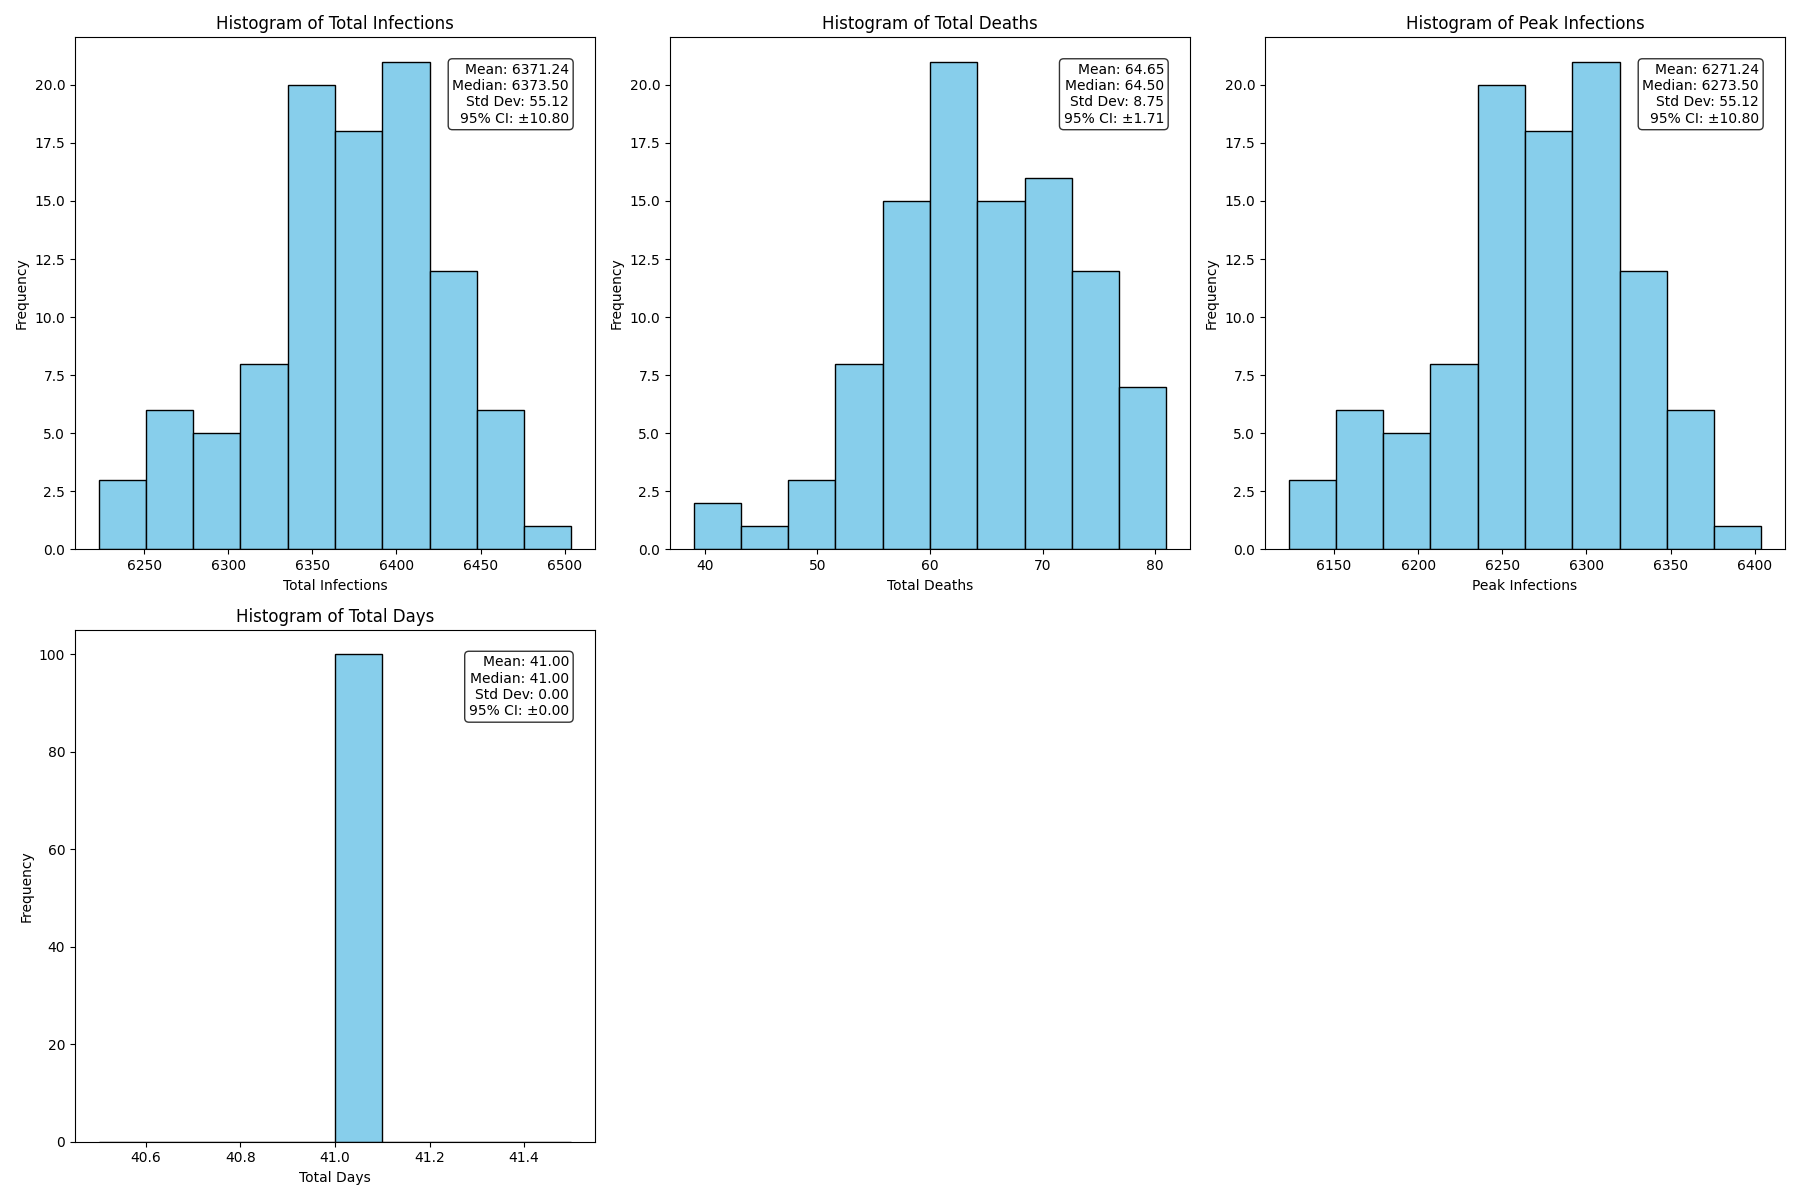 Histogram of Total Infections
Mean: 6371.24
Median: 6373.50
Std Dev: 55.12
95% CI: ±10.80
Frequency
20.0
17.5
15.0
12.5
10.0
7.5
5.0
2.5
0.0
6250 6300 6350 6400 6450 6500
Total Infections
Histogram of Total Deaths
Mean: 64.65
Median: 64.50
Std Dev: 8.75
95% CI: ±1.71
Frequency
20.0
17.5
15.0
12.5
10.0
7.5
5.0
2.5
0.0
40 50 60 70 80
Total Deaths
Histogram of Peak Infections
Mean: 6271.24
Median: 6273.50
Std Dev: 55.12
95% CI: ±10.80
Frequency
20.0
17.5
15.0
12.5
10.0
7.5
5.0
2.5
0.0
6150 6200 6250 6300 6350 6400
Peak Infections
Histogram of Total Days
Mean: 41.00
Median: 41.00
Std Dev: 0.00
95% CI: ±0.00
Frequency
100
80
60
40
20
0
40.6 40.8 41.0 41.2 41.4
Total Days